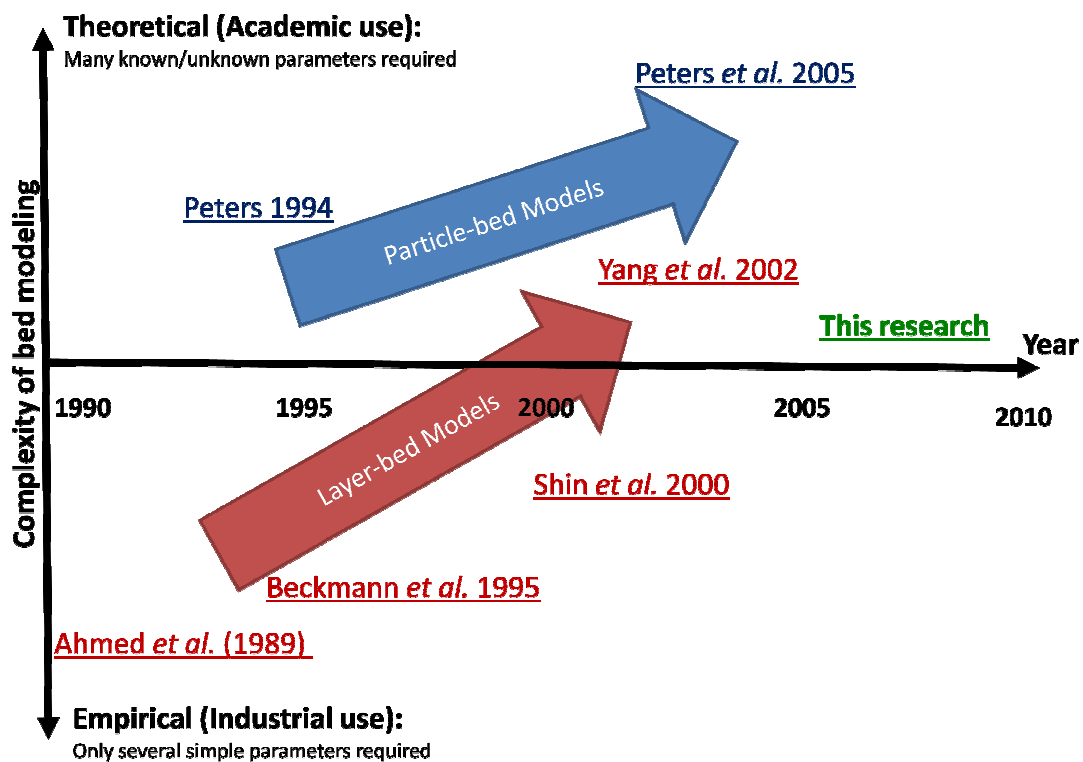 Theoretical (Academic use):
Many known/unknown parameters required
Peters et al. 2005
Peters 1994
Particle-bed Models
Yang et al. 2002
This research
Year
Complexity of bed modeling
1990
1995
2000
2005
2010
Layer-bed Models
Shin et al. 2000
Beckmann et al. 1995
Ahmed et al. (1989)
Empirical (Industrial use):
Only several simple parameters required